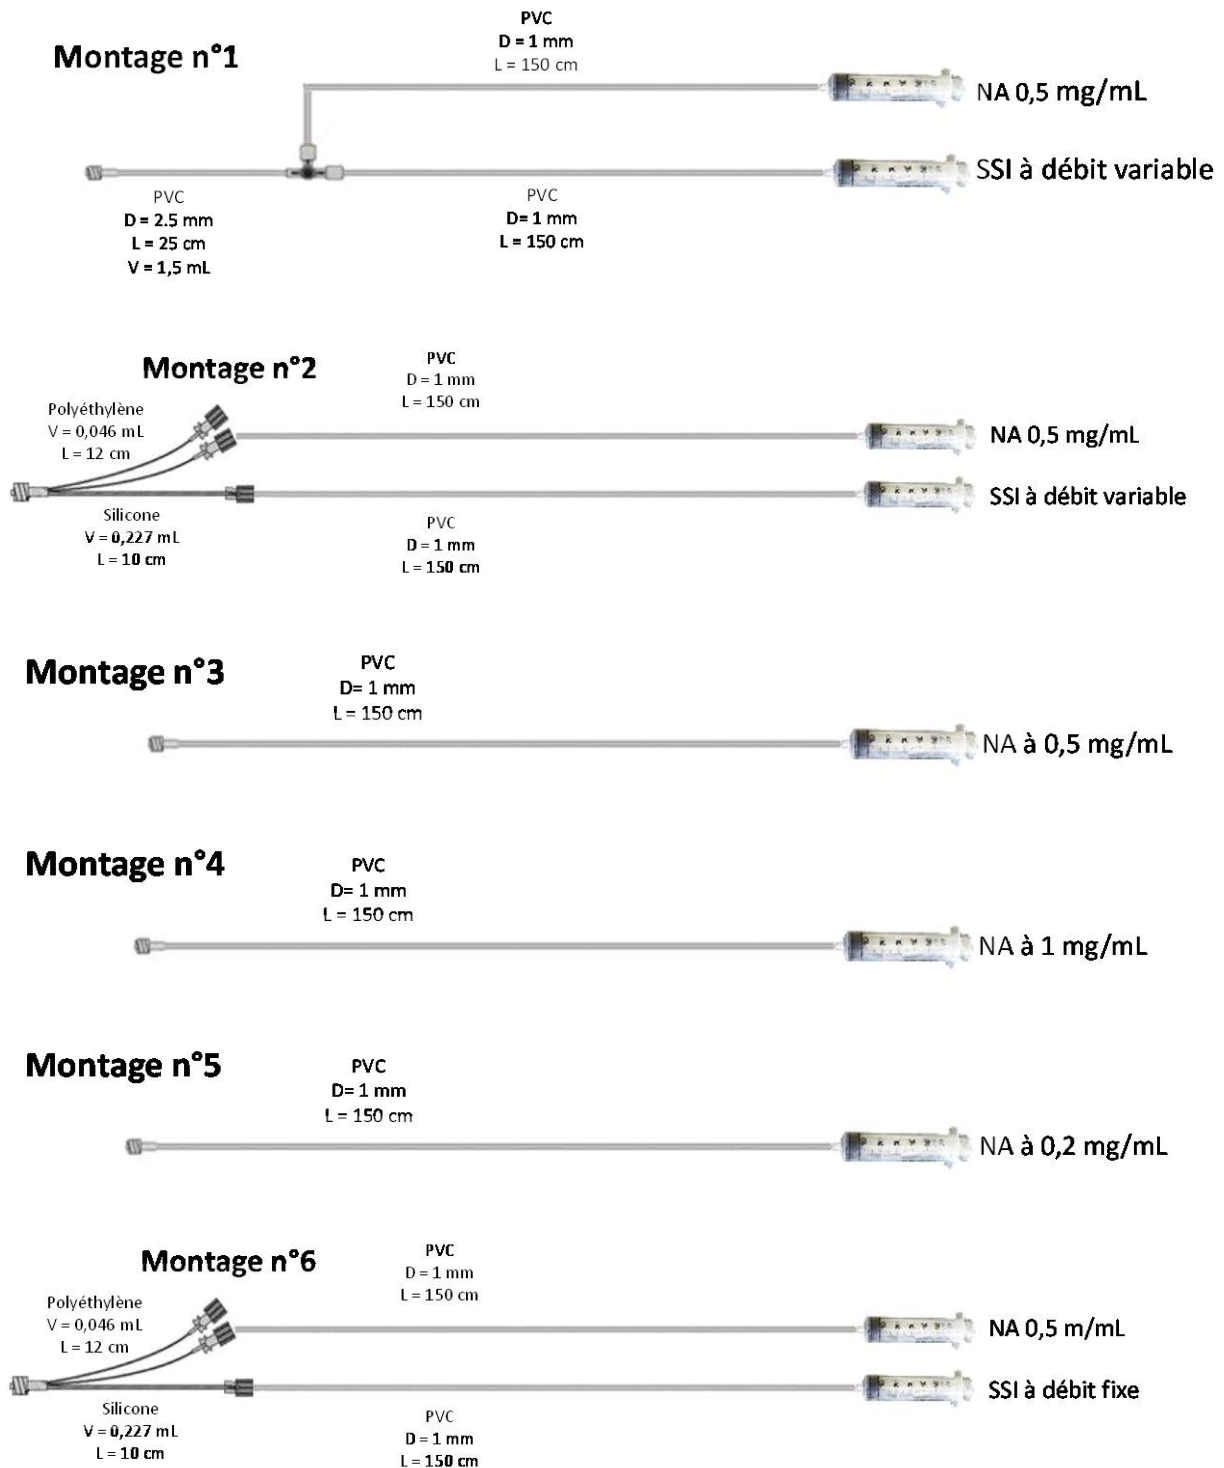 Montage n°1
PVC
D = 1 mm
L = 150 cm
NA 0,5 mg/mL
SSI à débit variable
PVC
D = 2.5 mm
L = 25 cm
V = 1,5 mL
PVC
D= 1 mm
L = 150 cm
Montage n°2
PVC
D = 1 mm
L = 150 cm
Polyéthylène
V = 0,046 mL
L = 12 cm
NA 0,5 mg/mL
SSI à débit variable
Silicone
V = 0,227 mL
L = 10 cm
PVC
D = 1 mm
L = 150 cm
Montage n°3
PVC
D= 1 mm
L = 150 cm
NA à 0,5 mg/mL
Montage n°4
PVC
D= 1 mm
L = 150 cm
NA à 1 mg/mL
Montage n°5
PVC
D= 1 mm
L = 150 cm
NA à 0,2 mg/mL
Montage n°6
PVC
D = 1 mm
L = 150 cm
Polyéthylène
V = 0,046 mL
L = 12 cm
NA 0,5 m/mL
SSI à débit fixe
Silicone
V = 0,227 mL
L = 10 cm
PVC
D = 1 mm
L = 150 cm